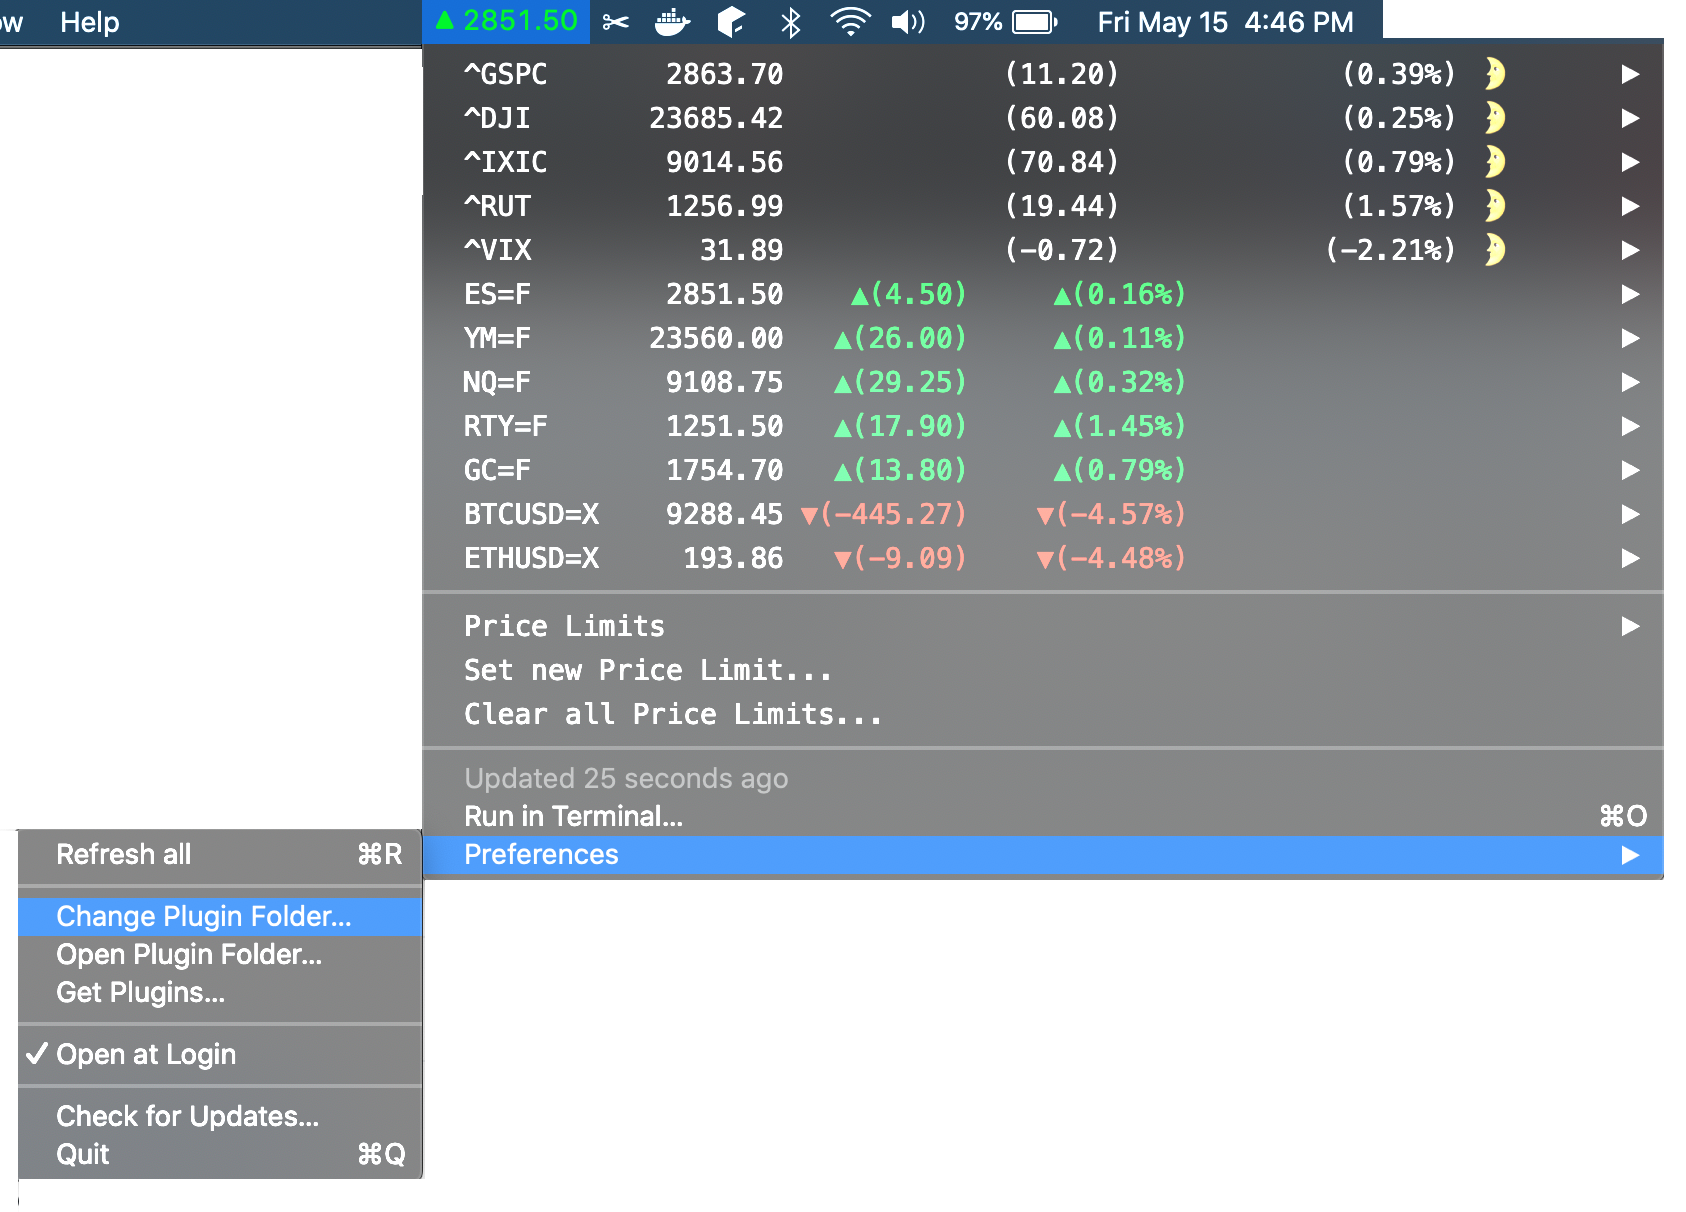 ow Help ▲ 2851.50 97% Fri May 15 4:46 PM
^GSPC 2863.70 (11.20) (0.39%)
^DJI 23685.42 (60.08) (0.25%)
^IXIC 9014.56 (70.84) (0.79%)
^RUT 1256.99 (19.44) (1.57%)
^VIX 31.89 (-0.72) (-2.21%)
ES=F 2851.50 ▲(4.50) ▲(0.16%)
YM=F 23560.00 ▲(26.00) ▲(0.11%)
NQ=F 9108.75 ▲(29.25) ▲(0.32%)
RTY=F 1251.50 ▲(17.90) ▲(1.45%)
GC=F 1754.70 ▲(13.80) ▲(0.79%)
BTCUSD=X 9288.45 ▼(-445.27) ▼(-4.57%)
ETHUSD=X 193.86 ▼(-9.09) ▼(-4.48%)
Price Limits
Set new Price Limit...
Clear all Price Limits...
Updated 25 seconds ago
Run in Terminal... ⌘O
Preferences
Refresh all ⌘R
Change Plugin Folder...
Open Plugin Folder...
Get Plugins...
✓ Open at Login
Check for Updates...
Quit ⌘Q